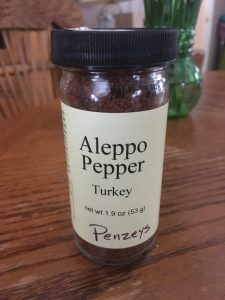 Aleppo
Pepper
Turkey
net wt 1.9 oz (53 g)
Penzeys